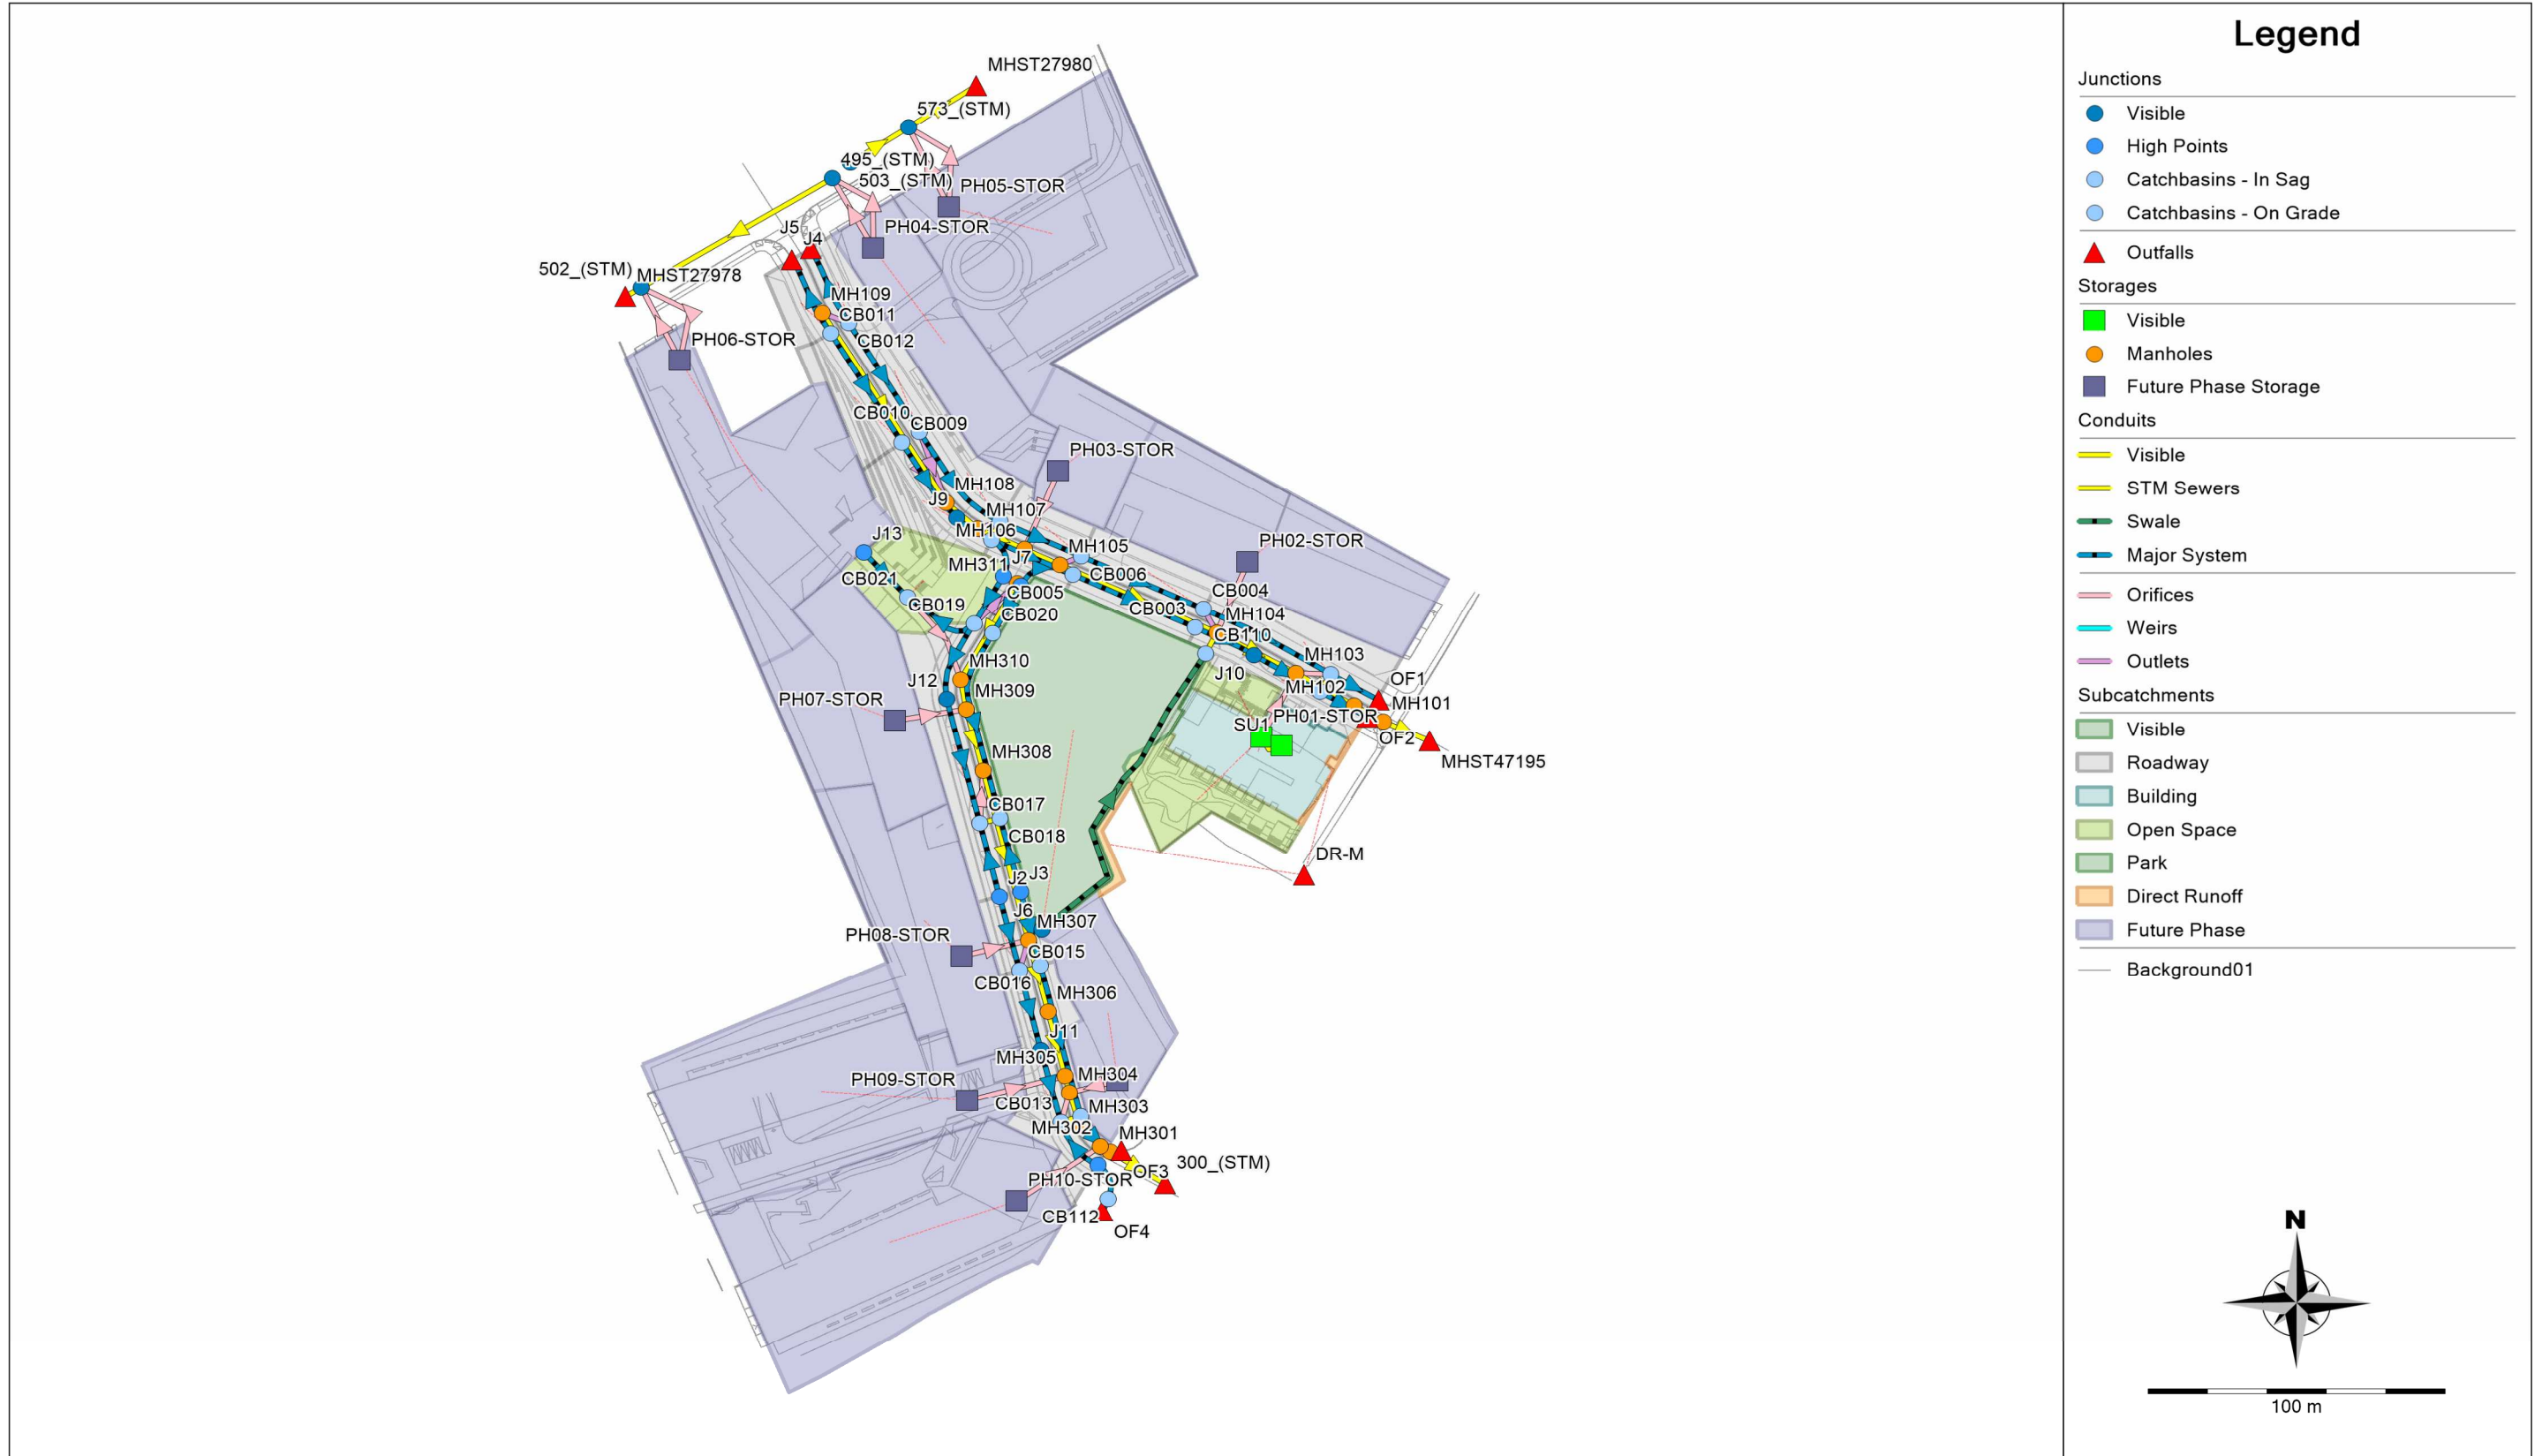 MHST27980
573_(STM)
495_(STM)
503_(STM)
PH05-STOR
PH04-STOR
J5
J4
502_(STM)
MHST27978
MH109
CB011
PH06-STOR
CB012
CB010
CB009
PH03-STOR
MH108
J9
MH107
J13
MH106
MH105
PH02-STOR
MH311
J7
CB006
CB021
CB005
CB004
CB019
CB020
CB003
MH104
CB110
MH310
MH103
J12
MH309
J10
MH102
OF1
PH07-STOR
MH101
PH01-STOR
SU1
OF2
MH308
MHST47195
CB017
CB018
DR-M
J3
J2
J6
MH307
PH08-STOR
CB015
CB016
MH306
J11
MH305
PH09-STOR
MH304
CB013
MH303
MH302
MH301
300_(STM)
OF3
PH10-STOR
CB112
OF4
Legend
Junctions
Visible
High Points
Catchbasins - In Sag
Catchbasins - On Grade
Outfalls
Storages
Visible
Manholes
Future Phase Storage
Conduits
Visible
STM Sewers
Swale
Major System
Orifices
Weirs
Outlets
Subcatchments
Visible
Roadway
Building
Open Space
Park
Direct Runoff
Future Phase
Background01
N
100 m